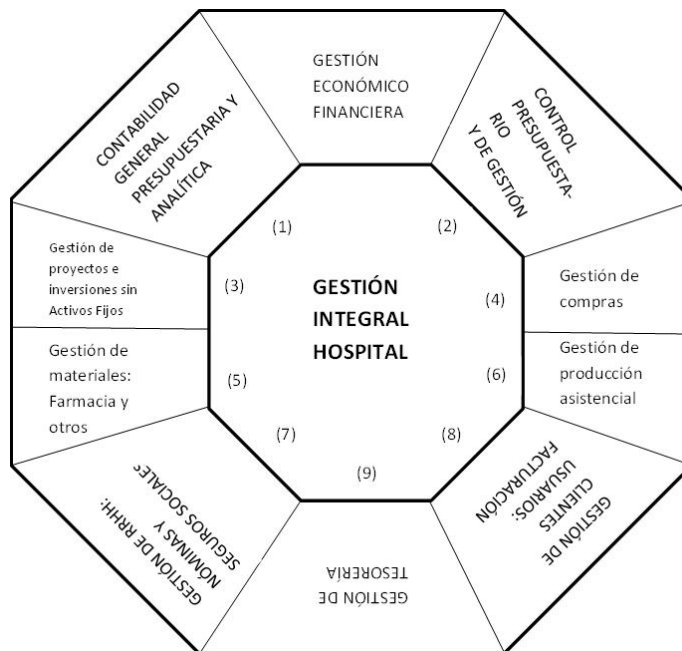 GESTIÓN
ECONÓMICO
FINANCIERA
CONTABILIDAD
GENERAL
PRESUPUESTARIA Y
ANALÍTICA
CONTROL
PRESUPUESTA-
RIO
Y DE GESTIÓN
(1)
(2)
Gestión de
proyectos e
inversiones sin
Activos Fijos
(3)
GESTIÓN
INTEGRAL
HOSPITAL
(4)
Gestión de
compras
Gestión de
materiales:
Farmacia y
otros
(5)
(6)
Gestión de
producción
asistencial
(7)
(8)
(9)
GESTIÓN DE RRHH:
NÓMINAS Y
SEGUROS SOCIALES
GESTIÓN DE
TESORERÍA
GESTIÓN DE
CLIENTES
USUARIOS:
FACTURACIÓN